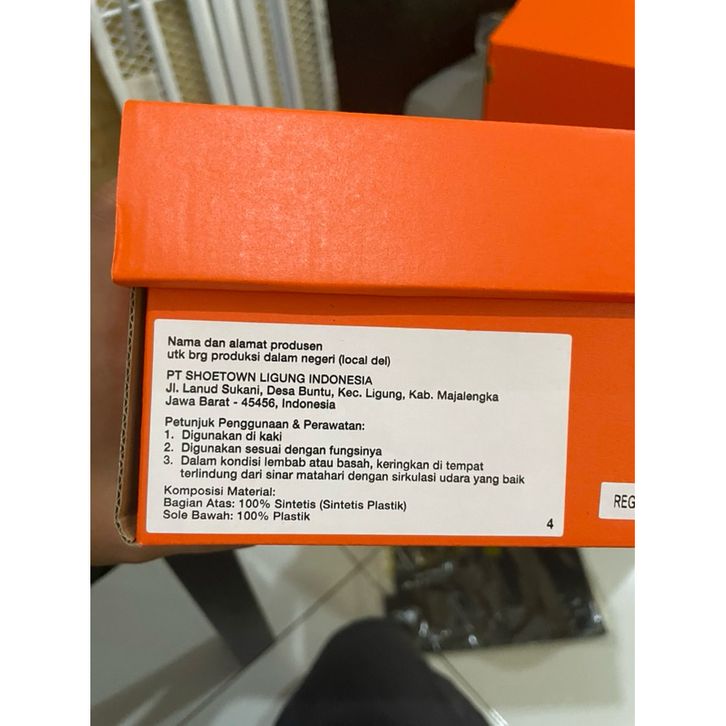 Nama dan alamat produsen
utk brg produksi dalam negeri (local del)
PT SHOETOWN LIGUNG INDONESIA
Jl. Lanud Sukani, Desa Buntu, Kec. Ligung, Kab. Majalengka
Jawa Barat - 45456, Indonesia
Petunjuk Penggunaan & Perawatan:
1. Digunakan di kaki
2. Digunakan sesuai dengan fungsinya
3. Dalam kondisi lembab atau basah, keringkan di tempat
terlindung dari sinar matahari dengan sirkulasi udara yang baik
Komposisi Material:
Bagian Atas: 100% Sintetis (Sintetis Plastik)
Sole Bawah: 100% Plastik
4
REG